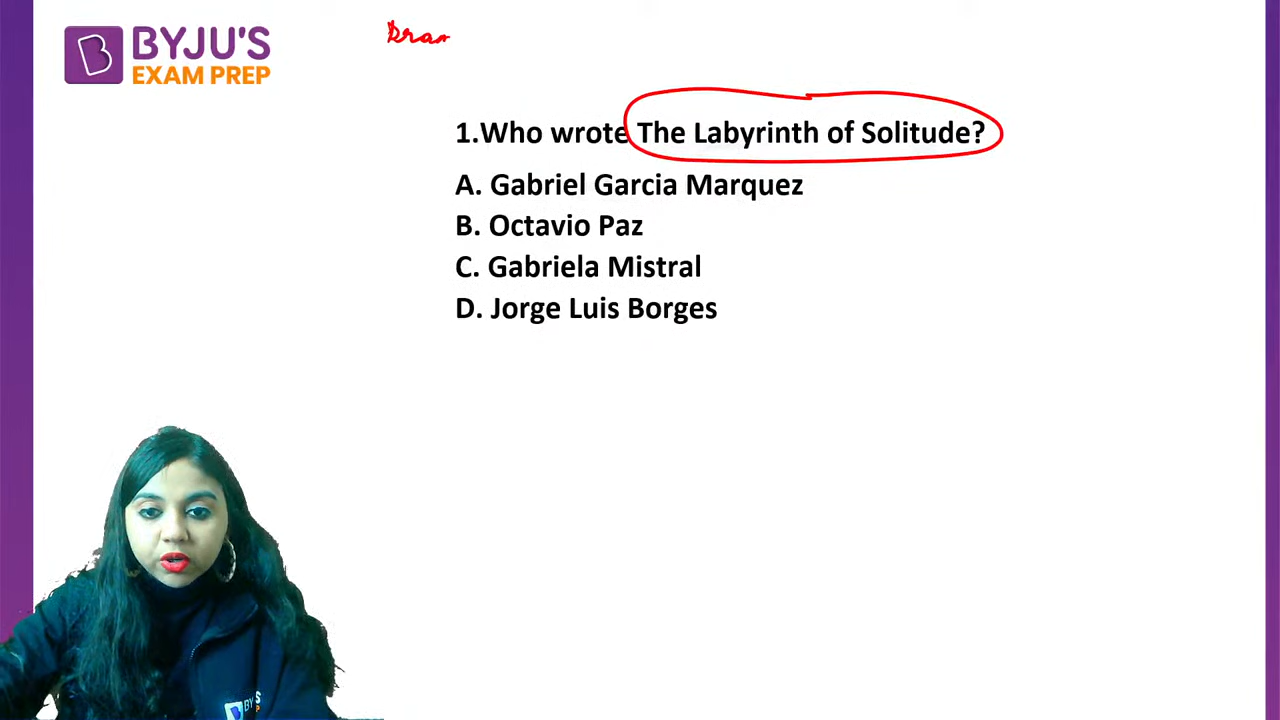 BYJU'S
EXAM PREP
1.Who wrote The Labyrinth of Solitude?
A. Gabriel Garcia Marquez
B. Octavio Paz
C. Gabriela Mistral
D. Jorge Luis Borges
BYJ'S